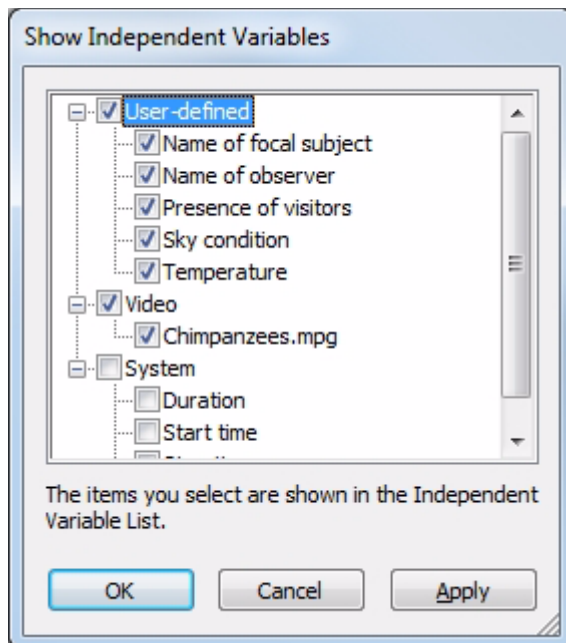 Show Independent Variables
User-defined
Name of focal subject
Name of observer
Presence of visitors
Sky condition
Temperature
Video
Chimpanzees.mpg
System
Duration
Start time
The items you select are shown in the Independent
Variable List.
OK
Cancel
Apply